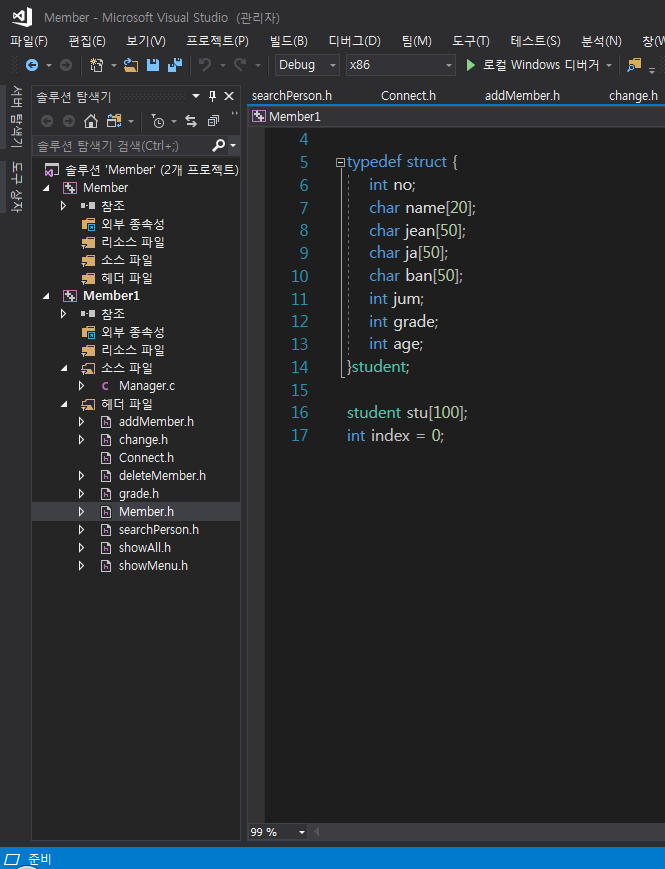 Member - Microsoft Visual Studio (관리자)
파일(F) 편집(E) 보기(V) 프로젝트(P) 빌드(B) 디버그(D) 팀(M) 도구(T) 테스트(S) 분석(N)
Debug x86 로컬 Windows 디버거
서버 탐색기
도구 상자
솔루션 탐색기
솔루션 탐색기 검색(Ctrl+;)
솔루션 'Member' (2개 프로젝트)
Member
참조
외부 종속성
리소스 파일
소스 파일
헤더 파일
Member1
참조
외부 종속성
리소스 파일
소스 파일
Manager.c
헤더 파일
addMember.h
change.h
Connect.h
deleteMember.h
grade.h
Member.h
searchPerson.h
showAll.h
showMenu.h
searchPerson.h Connect.h addMember.h change.h
Member1
4
5 typedef struct {
6 int no;
7 char name[20];
8 char jean[50];
9 char ja[50];
10 char ban[50];
11 int jum;
12 int grade;
13 int age;
14 }student;
15
16 student stu[100];
17 int index = 0;
99 %
준비